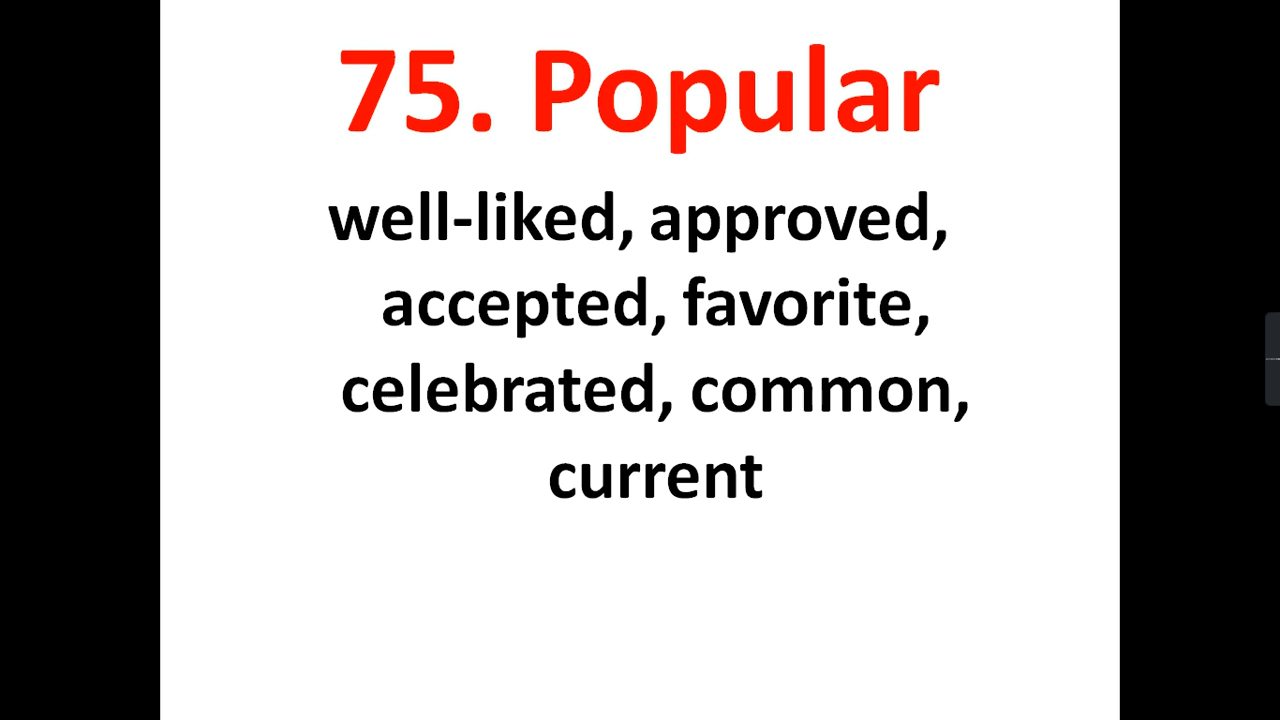 75. Popular
well-liked, approved,
accepted, favorite,
celebrated, common,
current